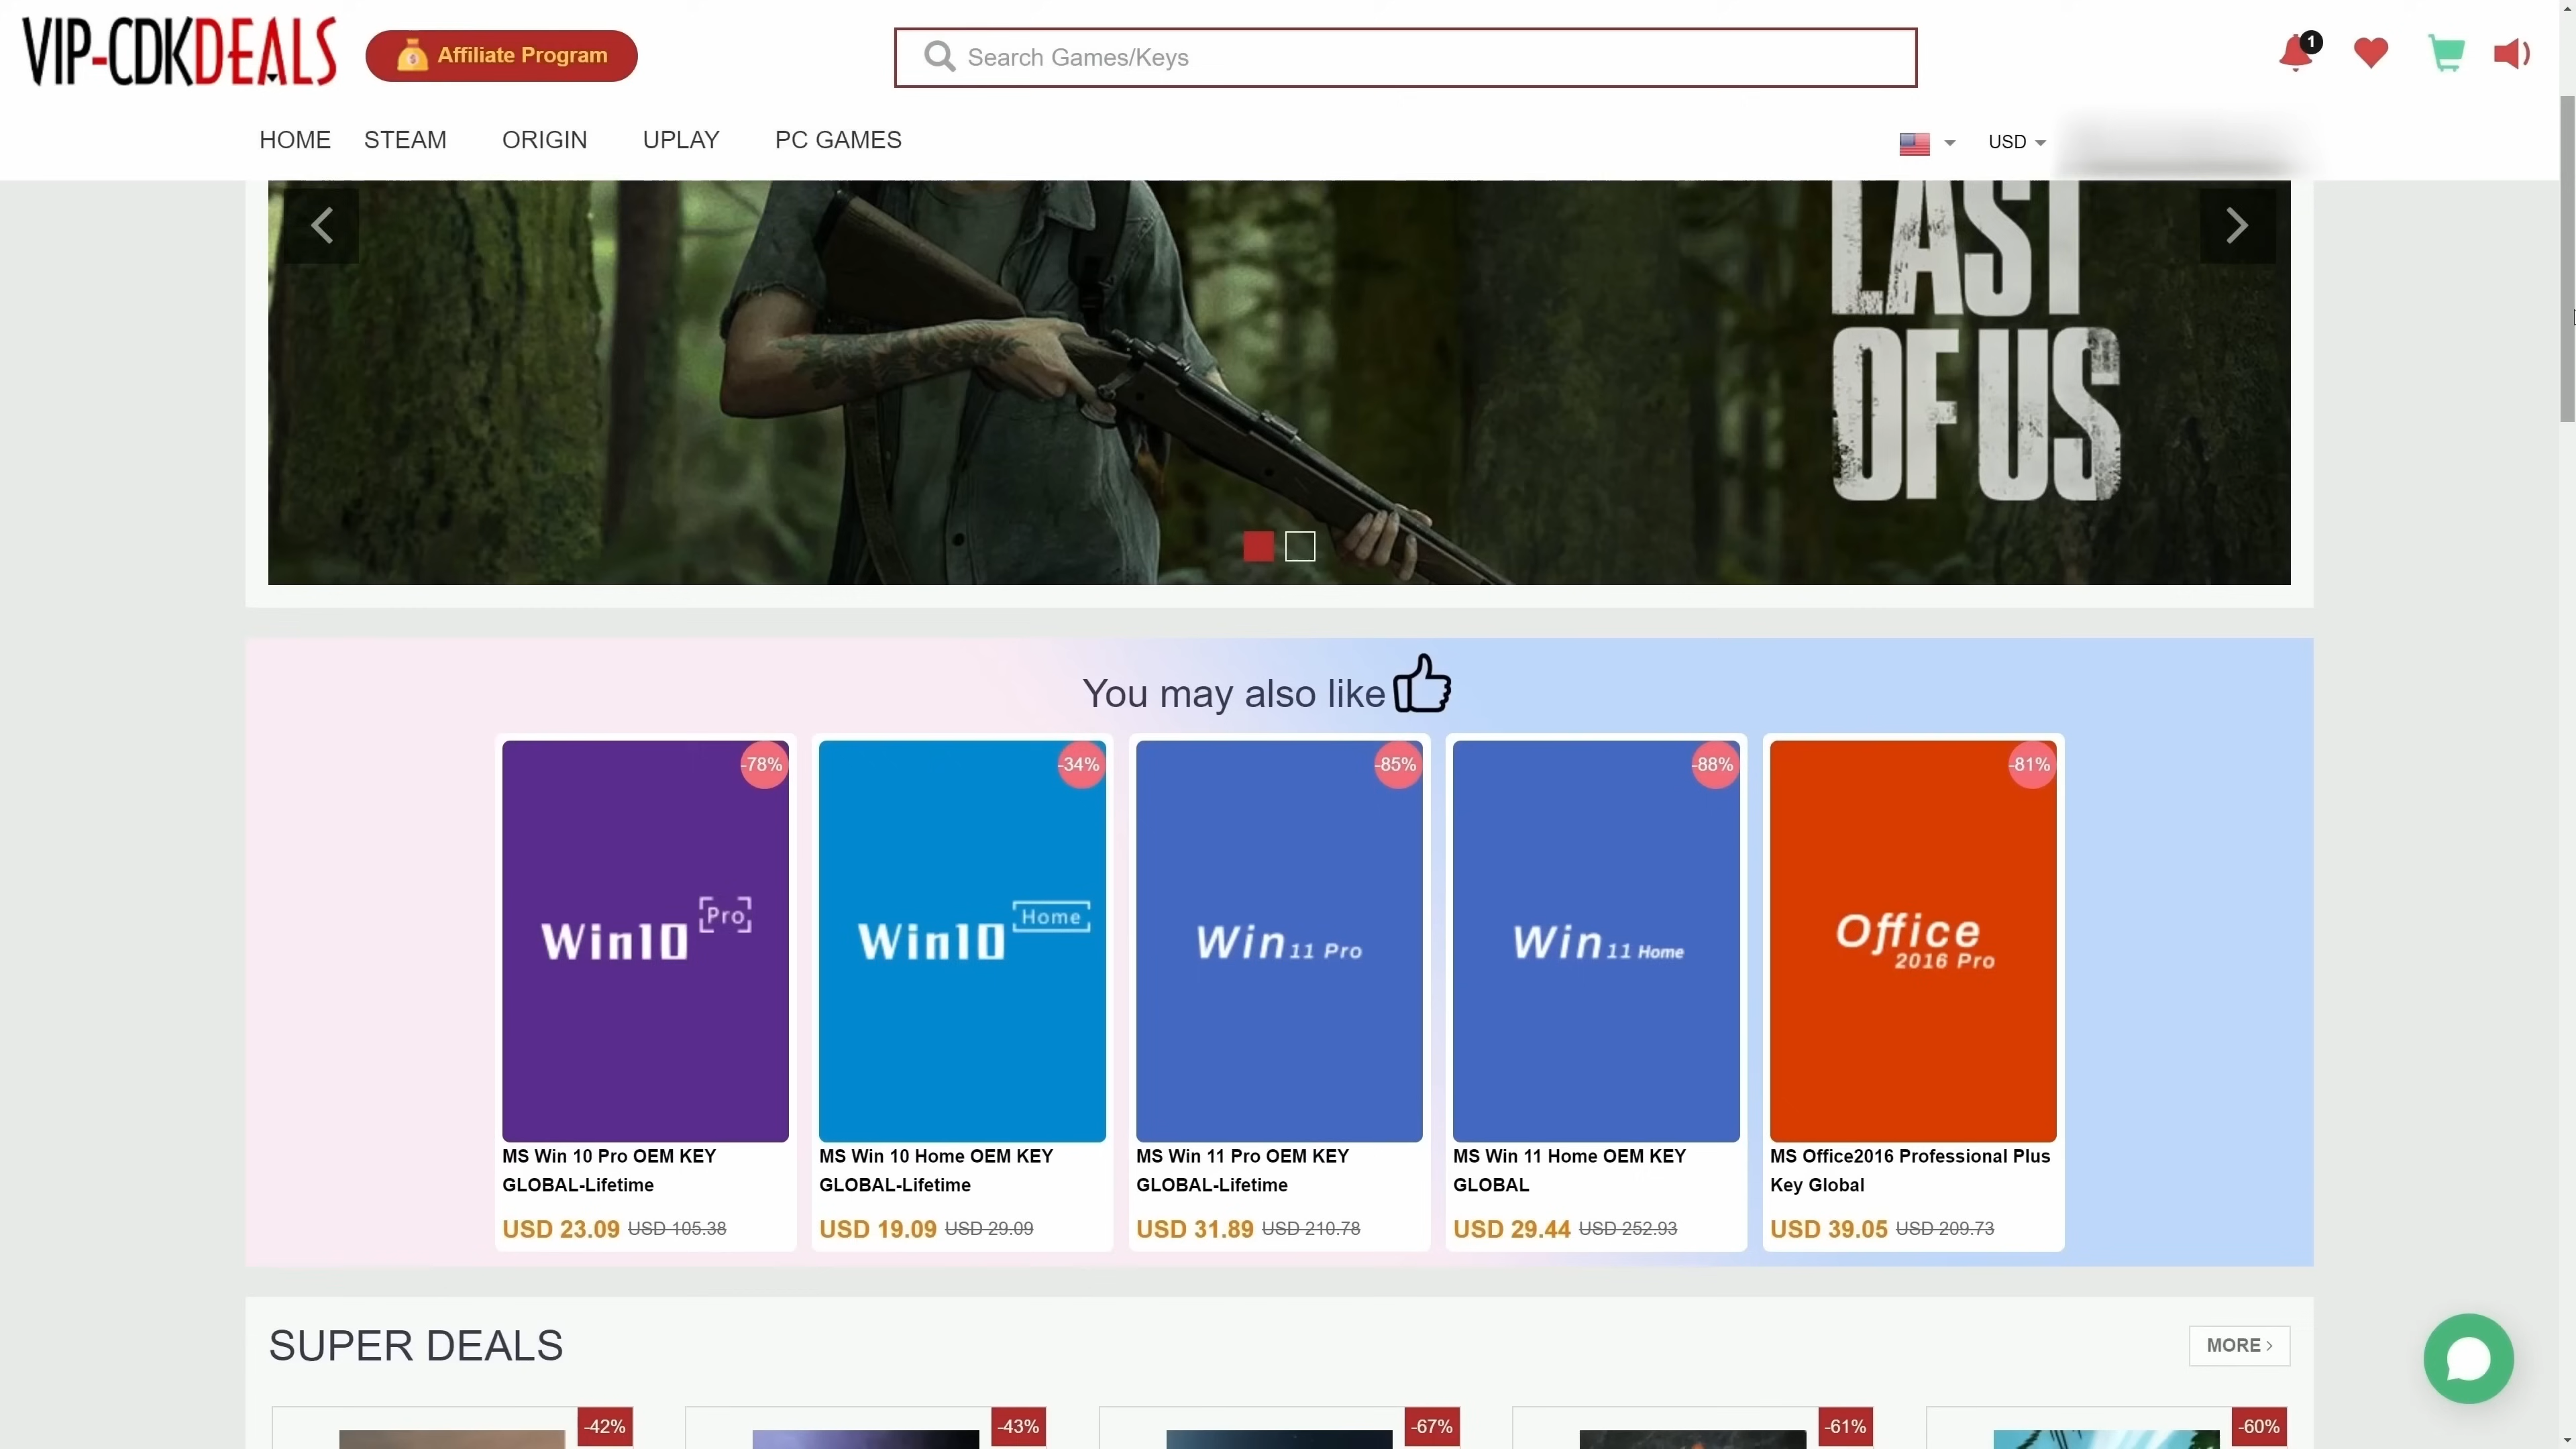 VIP-CDKDEALS
Affiliate Program
Search Games/Keys
1
HOME STEAM ORIGIN UPLAY PC GAMES
USD
LAST
OF US
You may also like
-78%
-34%
-85%
-88%
-81%
Win10 Pro
Win10 Home
Win 11 Pro
Win 11 Home
Office
2016 Pro
MS Win 10 Pro OEM KEY
GLOBAL-Lifetime
USD 23.09 USD 105.38
MS Win 10 Home OEM KEY
GLOBAL-Lifetime
USD 19.09 USD 29.09
MS Win 11 Pro OEM KEY
GLOBAL-Lifetime
USD 31.89 USD 210.78
MS Win 11 Home OEM KEY
GLOBAL
USD 29.44 USD 252.93
MS Office2016 Professional Plus
Key Global
USD 39.05 USD 209.73
SUPER DEALS
MORE >
-42%
-43%
-67%
-61%
-60%